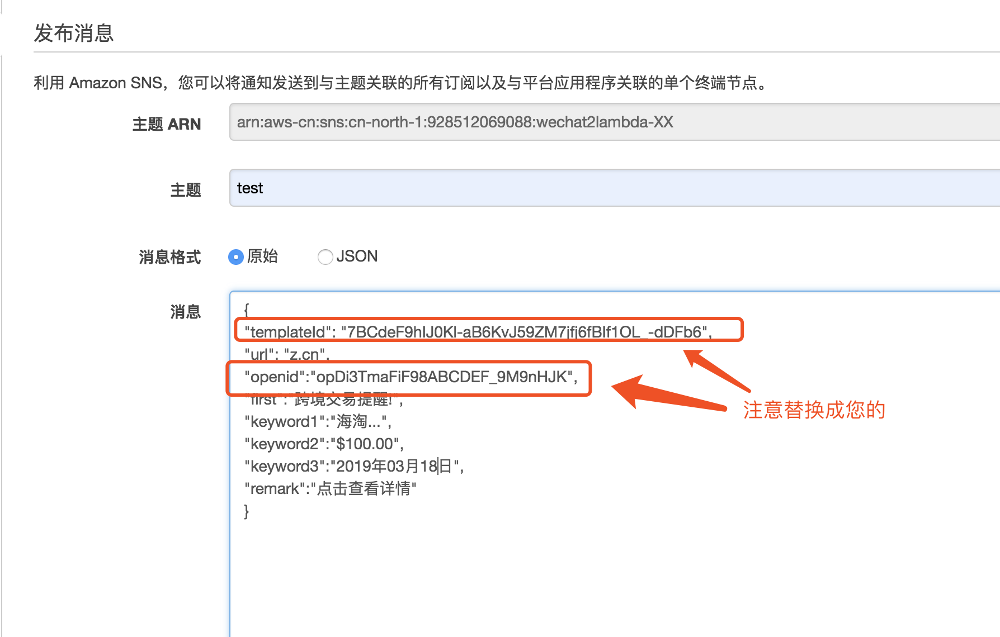 发布消息
利用 Amazon SNS，您可以将通知发送到与主题关联的所有订阅以及与平台应用程序关联的单个终端节点。
主题 ARN
arn:aws-cn:sns:cn-north-1:928512069088:wechat2lambda-XX
主题
test
消息格式
原始
JSON
消息
{
"templateId": "7BCdeF9hIJ0Kl-aB6KvJ59ZM7jfj6fBIf1OL_-dDFb6",
"url": "z.cn",
"openid":"opDi3TmaFiF98ABCDEF_9M9nHJK",
"first":"跨境交易提醒!",
"keyword1":"海淘...",
"keyword2":"$100.00",
"keyword3":"2019年03月18日",
"remark":"点击查看详情"
}
注意替换成您的